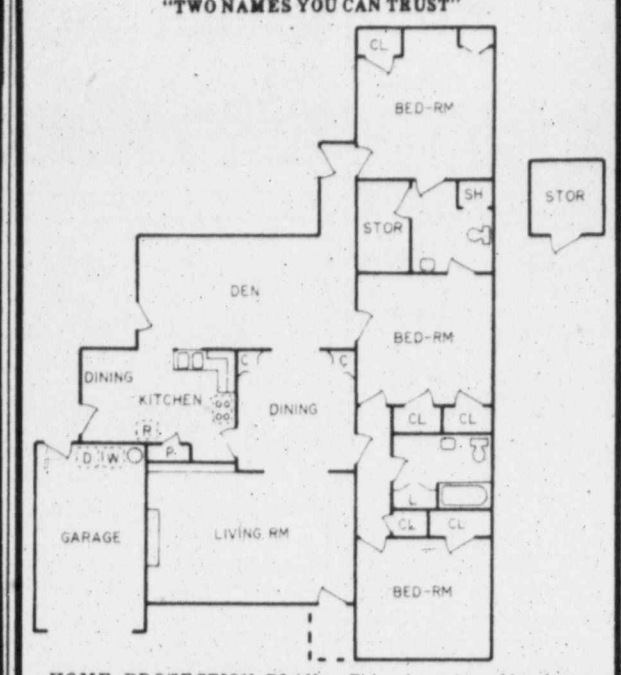 "TWO NAMES YOU CAN TRUST"
CL
BED-RM
SH
STOR
STOR
DEN
BED-RM
C
C
DINING
KITCHEN
DINING
CL
CL
R
P.
D W
L
CL
CL
GARAGE
LIVING RM
BED-RM
HOME PROTECTION